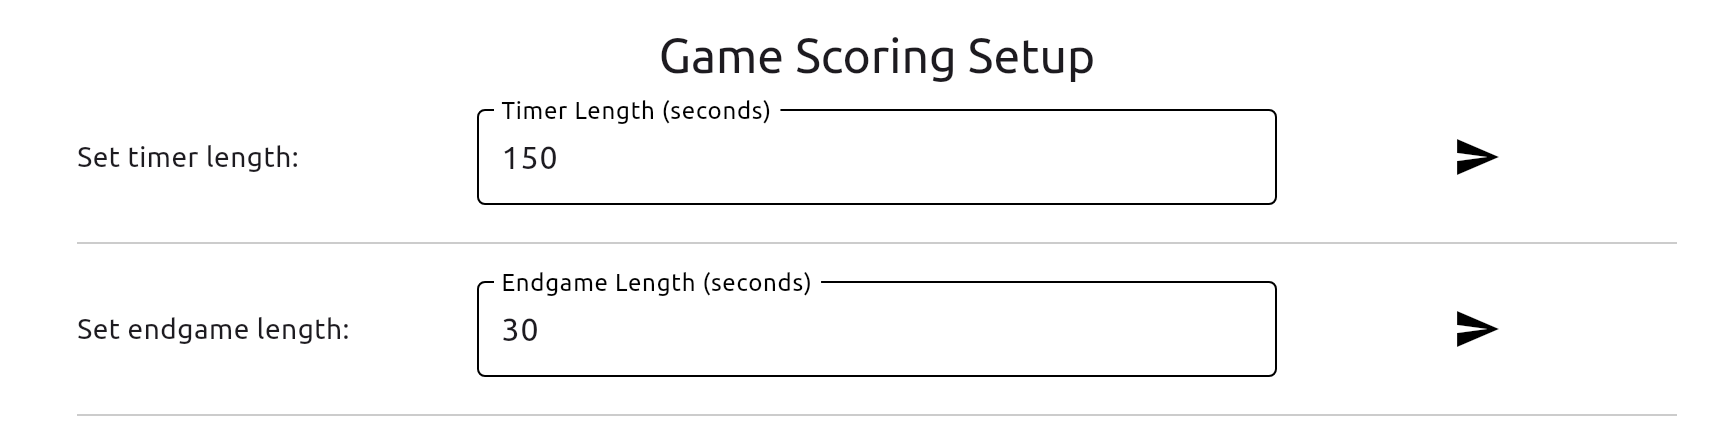 Game Scoring Setup
Timer Length (seconds)
Set timer length:
150
Endgame Length (seconds)
Set endgame length:
30